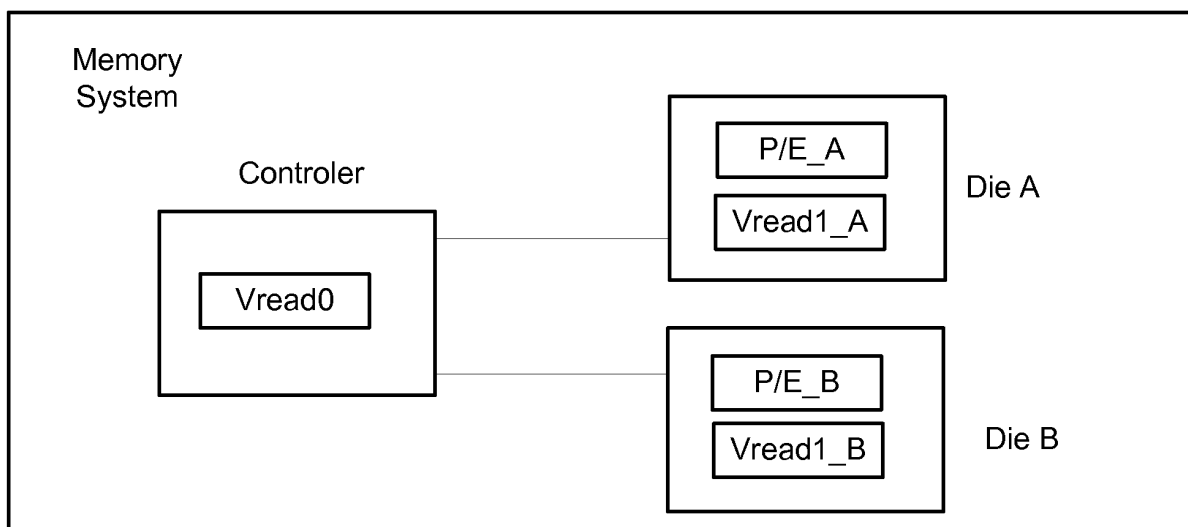 Memory
System
Controler
Vread0
P/E_A
Vread1_A
Die A
P/E_B
Vread1_B
Die B